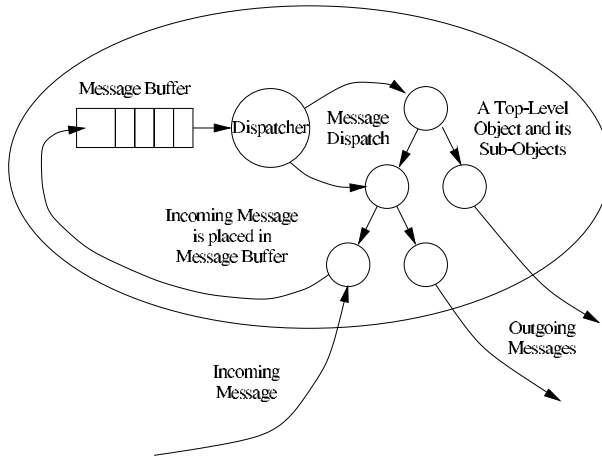 Message Buffer
Dispatcher
Message
Dispatch
A Top-Level
Object and its
Sub-Objects
Incoming Message
is placed in
Message Buffer
Outgoing
Messages
Incoming
Message